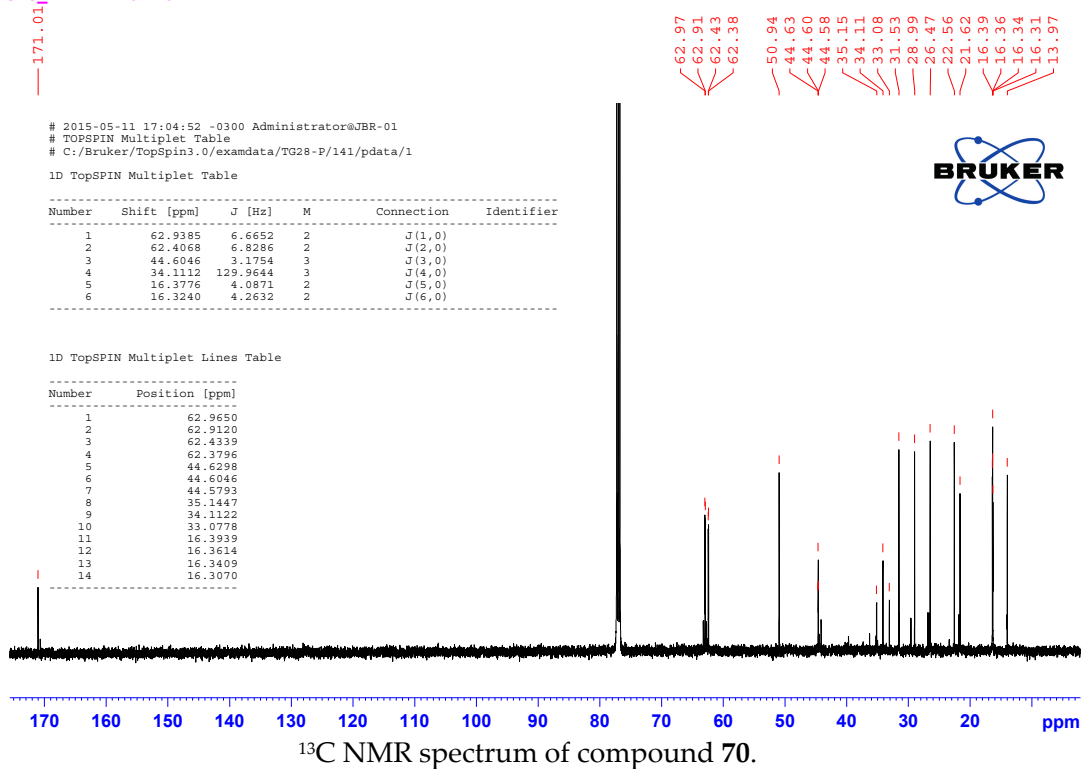 171.01
62.97
62.91
62.43
62.38
50.94
44.63
44.60
44.58
35.15
34.11
33.08
31.53
28.99
26.47
22.56
21.62
16.39
16.36
16.34
16.31
13.97
# 2015-05-11 17:04:52 -0300 Administrator@JBR-01
# TOPSPIN Multiplet Table
# C:/Bruker/TopSpin3.0/examdata/TG28-P/141/pdata/1
1D TopSPIN Multiplet Table
Number Shift [ppm] J [Hz] M Connection Identifier
1 62.9385 6.6652 2 J(1,0)
2 62.4068 6.8286 2 J(2,0)
3 44.6046 3.1754 3 J(3,0)
4 34.1112 129.9644 3 J(4,0)
5 16.3776 4.0871 2 J(5,0)
6 16.3240 4.2632 2 J(6,0)
BRUKER
1D TopSPIN Multiplet Lines Table
Number Position [ppm]
1 62.9650
2 62.9120
3 62.4339
4 62.3796
5 44.6298
6 44.6046
7 44.5793
8 35.1447
9 34.1122
10 33.0778
11 16.3939
12 16.3614
13 16.3409
14 16.3070
170 160 150 140 130 120 110 100 90 80 70 60 50 40 30 20 ppm
¹³C NMR spectrum of compound 70.